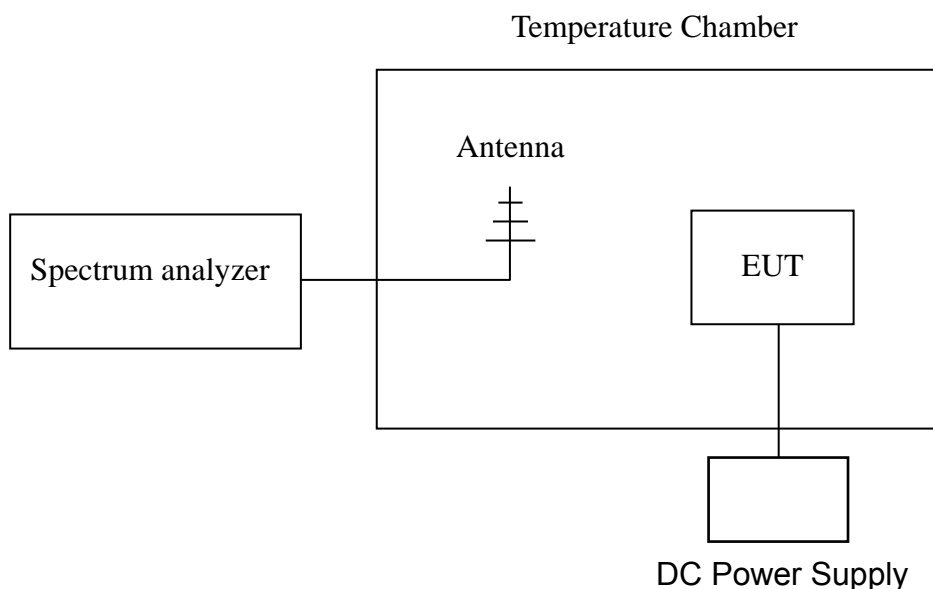 Temperature Chamber
Antenna
Spectrum analyzer
EUT
DC Power Supply